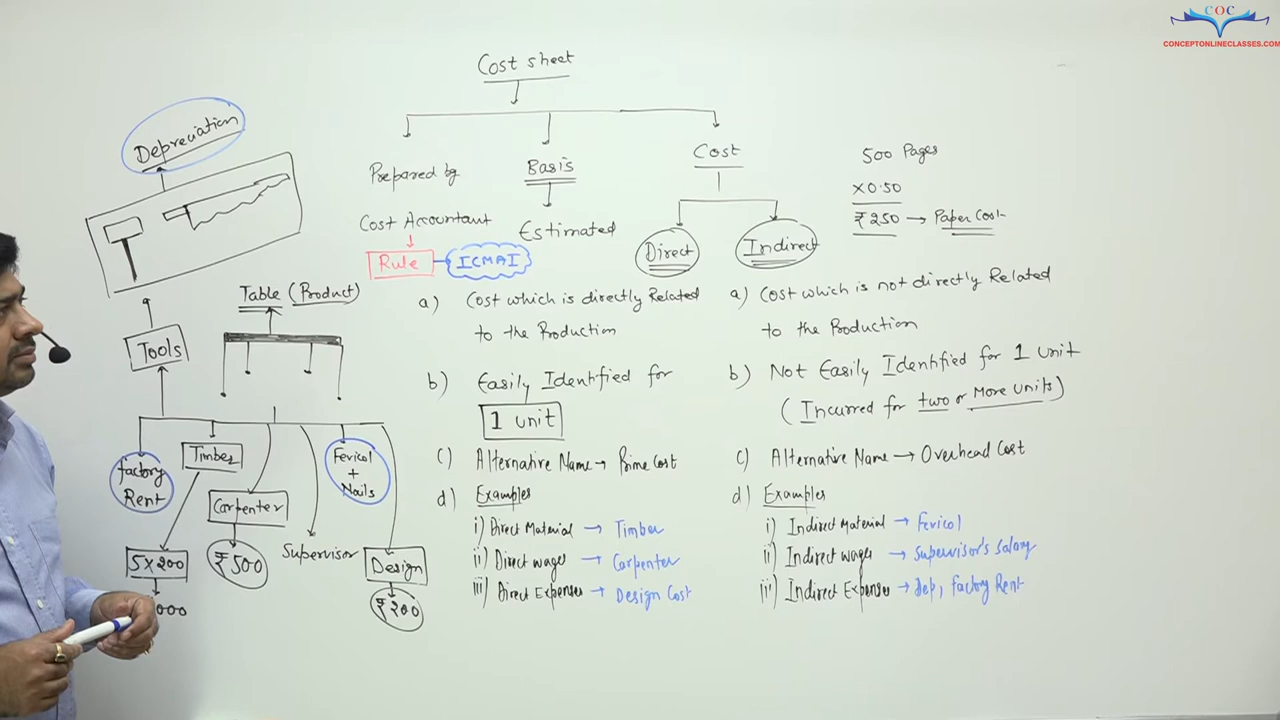 COC
CONCEPTONLINECLASSES.COM
Cost sheet
Prepared by
Cost Accountant
Rule
ICMAI
Basis
Estimated
Cost
Direct
Indirect
500 Pages
×0.50
₹250 → Paper Cost
Depreciation
Tools
Table (Product)
factory
Rent
Timber
5×200
000
Carpenter
₹500
Supervisor
Fevicol
+
Nails
Design
₹200
a) Cost which is directly Related
to the Production
b) Easily Identified for
1 unit
c) Alternative Name → Prime Cost
d) Examples
i) Direct Material → Timber
ii) Direct wages → Carpenter
iii) Direct Expenses → Design Cost
a) Cost which is not directly Related
to the Production
b) Not Easily Identified for 1 unit
(Incurred for two or More units)
c) Alternative Name → Overhead Cost
d) Examples
i) Indirect material → Fevicol
ii) Indirect wages → Supervisor's Salary
iii) Indirect Expenses → Dep, Factory Rent